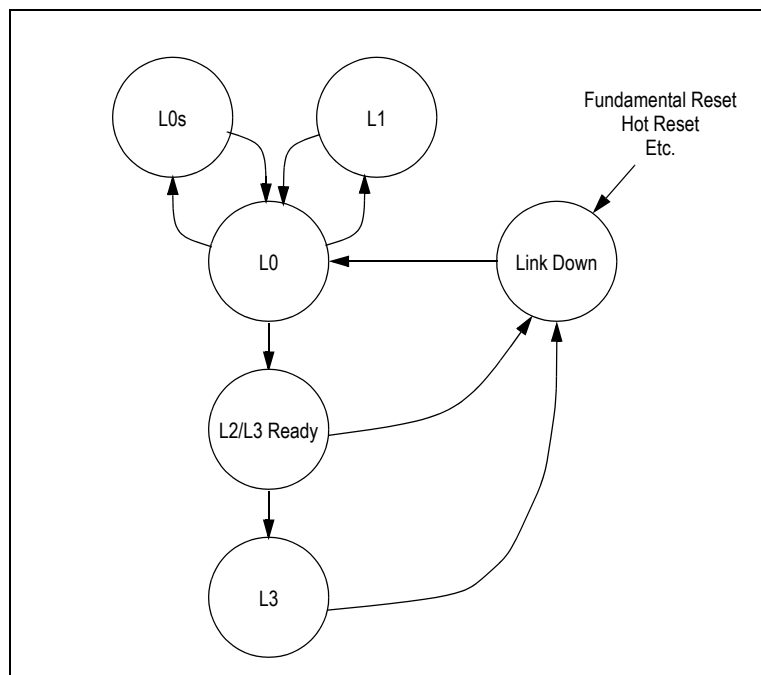 L0s
L1
Fundamental Reset
Hot Reset
Etc.
L0
Link Down
L2/L3 Ready
L3